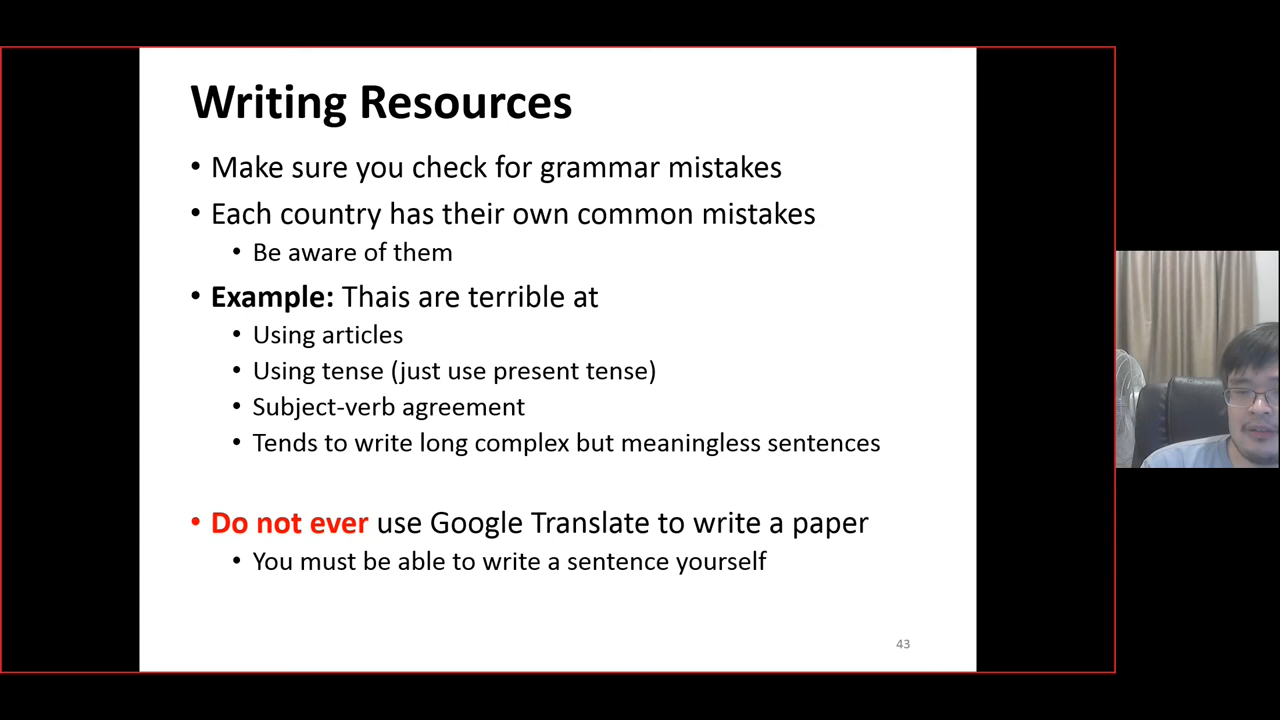 Writing Resources
• Make sure you check for grammar mistakes
• Each country has their own common mistakes
• Be aware of them
• Example: Thais are terrible at
• Using articles
• Using tense (just use present tense)
• Subject-verb agreement
• Tends to write long complex but meaningless sentences
• Do not ever use Google Translate to write a paper
• You must be able to write a sentence yourself
43